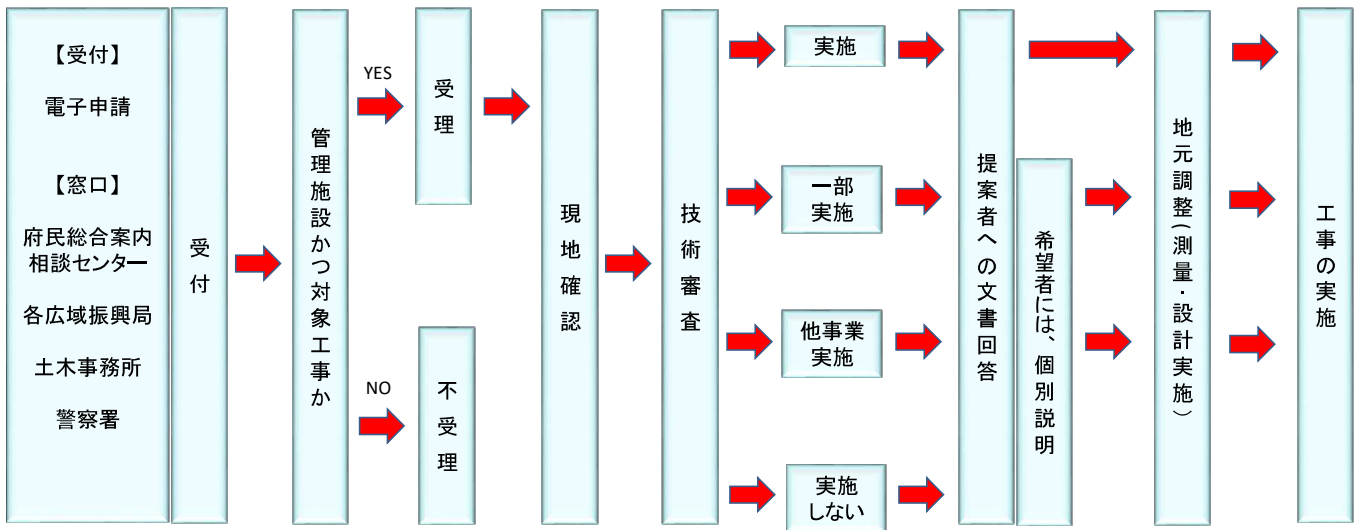 【受付】
電子申請
【窓口】
府民総合案内
相談センター
各広域振興局
土木事務所
警察署
受付
管理施設かつ対象工事か
YES
受理
NO
不受理
現地確認
技術審査
実施
一部
実施
他事業
実施
実施
しない
提案者への文書回答
希望者には、個別説明
地元調整(測量・設計実施)
工事の実施